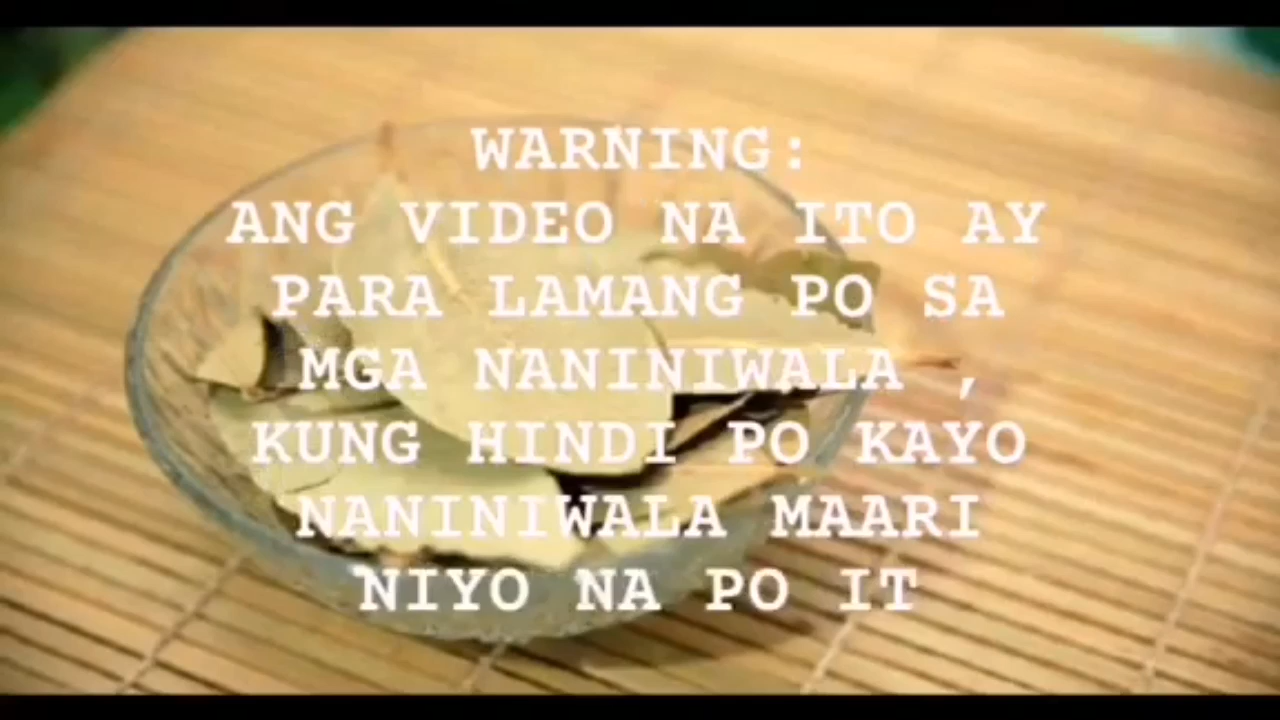 WARNING:
ANG VIDEO NA ITO AY
PARA LAMANG PO SA
MGA NANINIWALA ,
KUNG HINDI PO KAYO
NANINIWALA MAARI
NIYO NA PO IT